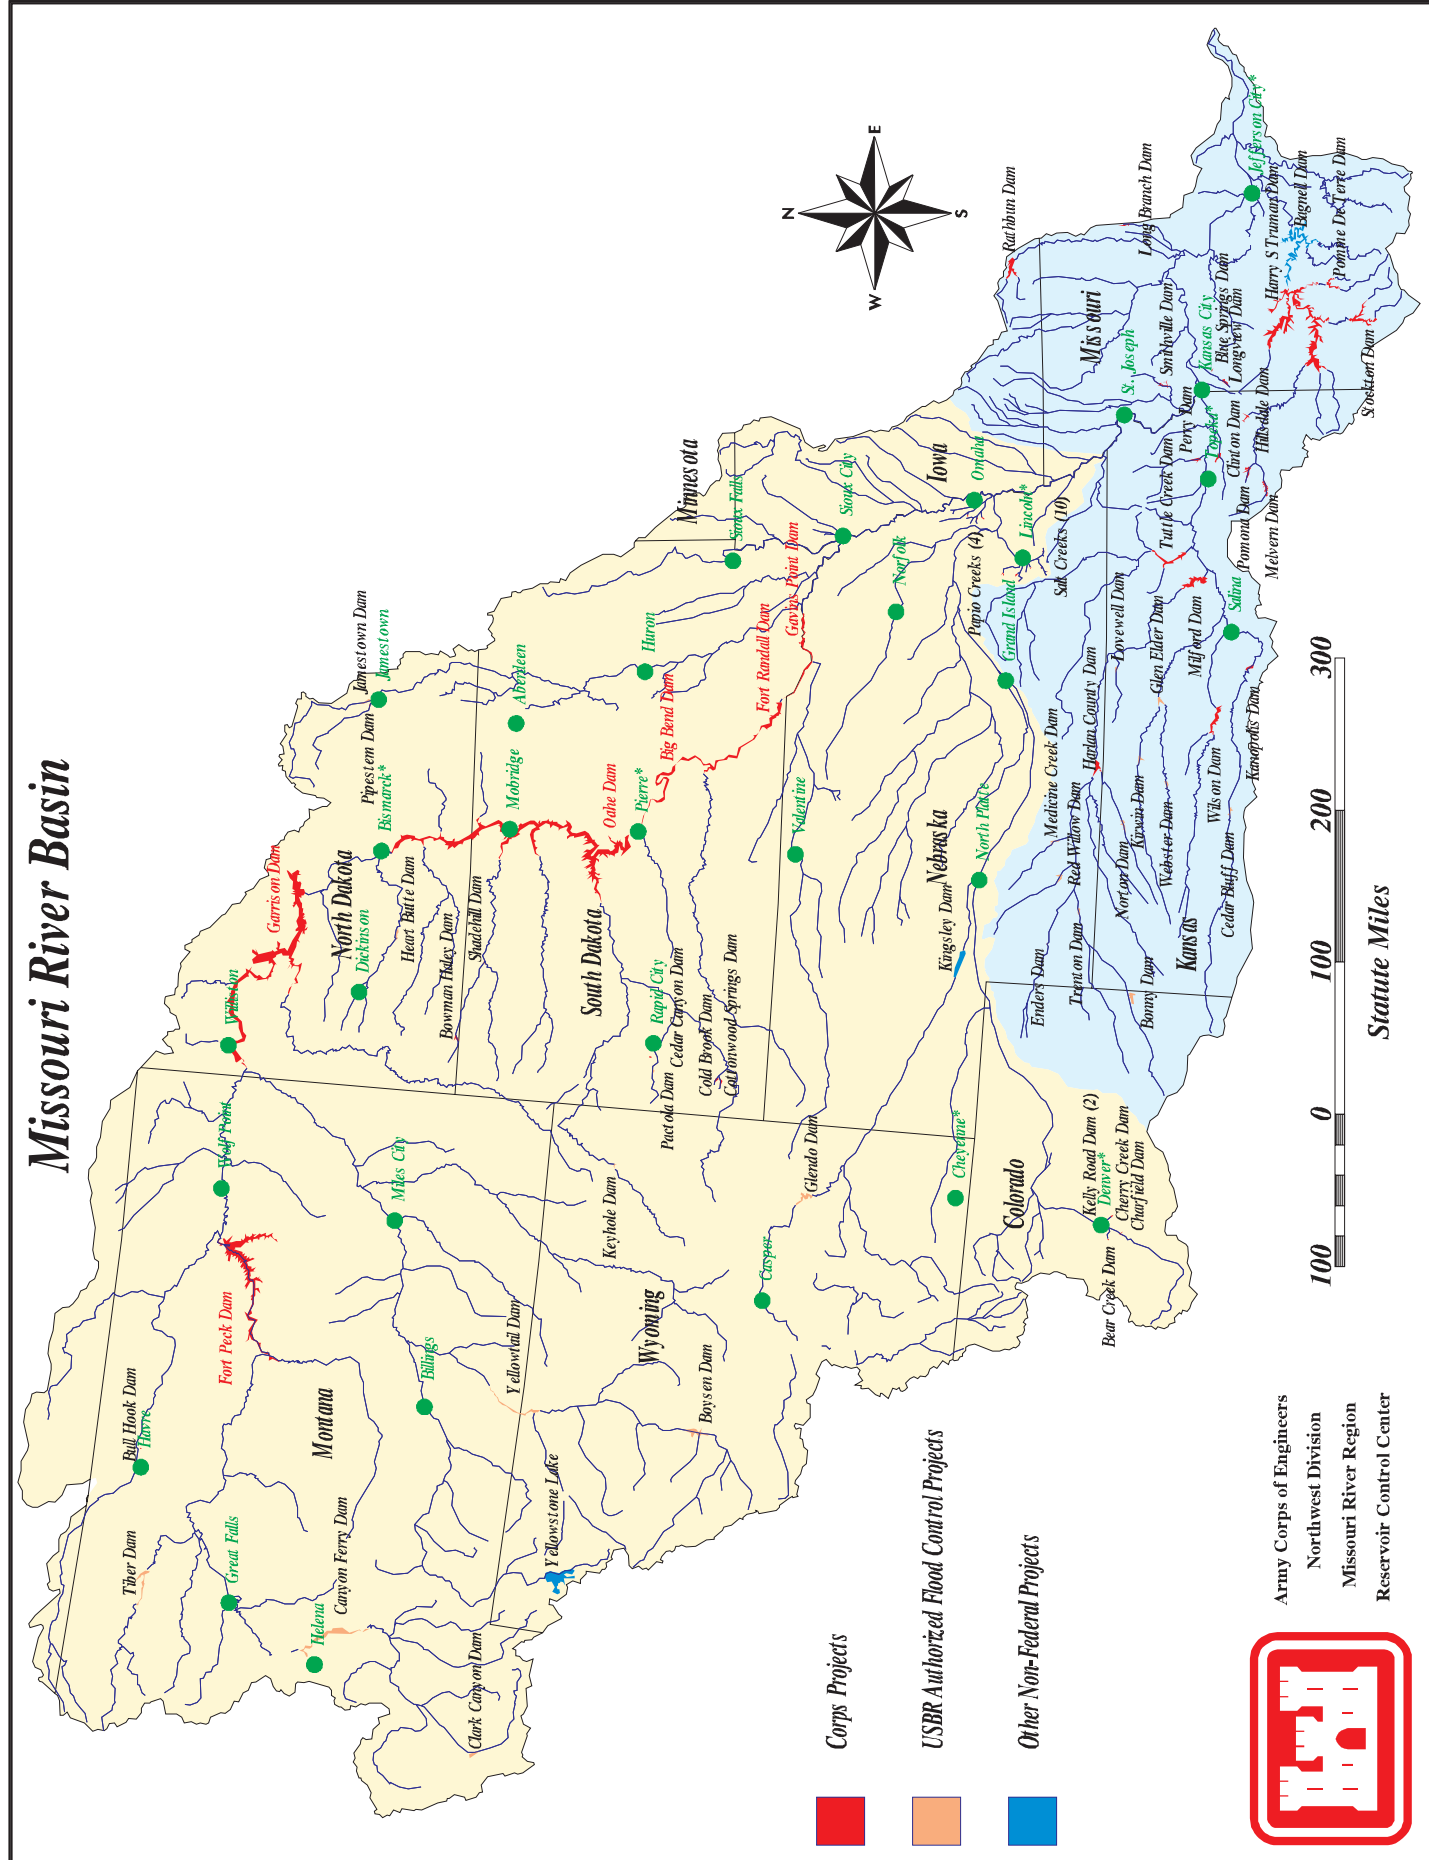 Missouri River Basin
Bull Hook Dam
Havre
Tiber Dam
Great Falls
Helena
Canyon Ferry Dam
Clark Canyon Dam
Montana
Fort Peck Dam
Wolf Point
Miles City
Billings
Yellowtail Dam
Yellowstone Lake
Boysen Dam
Wyoming
Keyhole Dam
Casper
Glendo Dam
Cheyenne*
Colorado
Kelly Road Dam (2)
Denver*
Cherry Creek Dam
Chatfield Dam
Bear Creek Dam
Williston
Garrison Dam
North Dakota
Dickinson
Heart Butte Dam
Bowman Haley Dam
Shadehill Dam
Bismarck*
Pipestem Dam
Jamestown Dam
Jamestown
Mobridge
Aberdeen
Huron
Oahe Dam
Pierre*
Big Bend Dam
Fort Randall Dam
Gavins Point Dam
South Dakota
Rapid City
Pactola Dam
Cedar Canyon Dam
Cold Brook Dam
Cottonwood Springs Dam
Minnesota
Sioux Falls
Sioux City
Iowa
Omaha
Norfolk
Valentine
Nebraska
Kingsley Dam
North Platte
Grand Island
Papio Creeks (4)
Lincoln*
Salt Creeks (10)
Enders Dam
Trenton Dam
Bonny Dam
Medicine Creek Dam
Red Willow Dam
Harlan County Dam
Norton Dam
Kirwin Dam
Webster Dam
Lovewell Dam
Glen Elder Dam
Milford Dam
Tuttle Creek Dam
Kansas
Cedar Bluff Dam
Wilson Dam
Kanopolis Dam
Salina
Perry Dam
Topeka*
Clinton Dam
Pomona Dam
Melvern Dam
Hillsdale Dam
Rathbun Dam
Long Branch Dam
Missouri
St. Joseph
Smithville Dam
Kansas City
Blue Springs Dam
Longview Dam
Harry S Truman Dam
Bagnell Dam
Pomme De Terre Dam
Stockton Dam
Jefferson City*
N
E
S
W
100 0 100 200 300
Statute Miles
Corps Projects
USBR Authorized Flood Control Projects
Other Non-Federal Projects
Army Corps of Engineers
Northwest Division
Missouri River Region
Reservoir Control Center